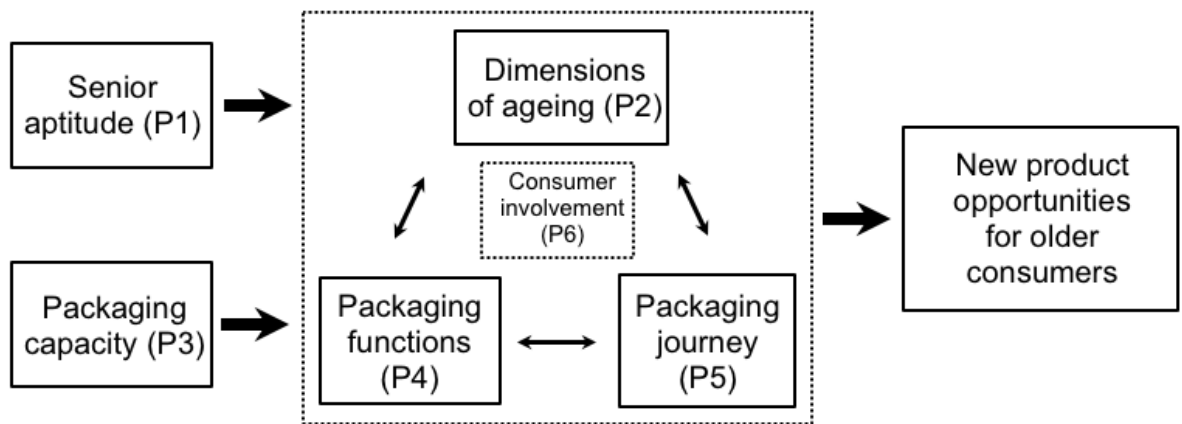 Senior
aptitude (P1)
Packaging
capacity (P3)
Dimensions
of ageing (P2)
Consumer
involvement
(P6)
Packaging
functions
(P4)
Packaging
journey
(P5)
New product
opportunities
for older
consumers